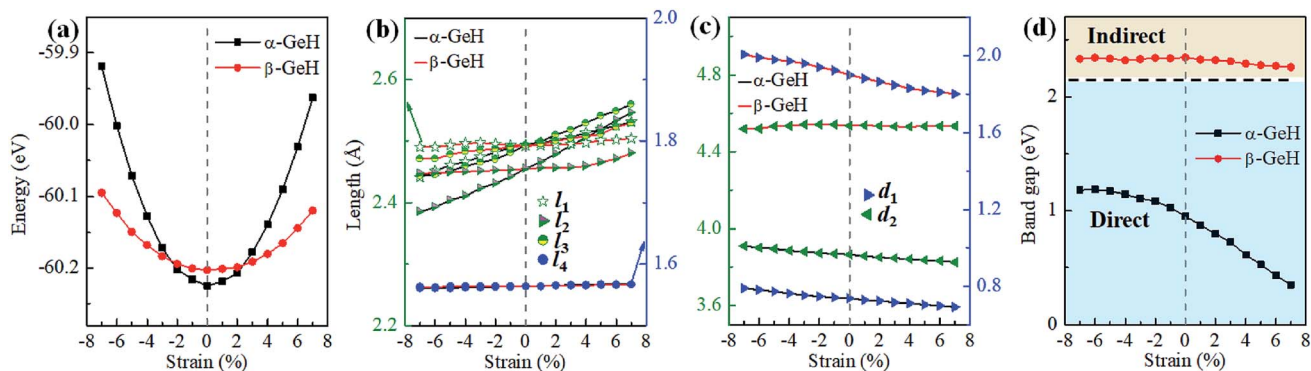 (a)
α-GeH
β-GeH
-59.9
-60.0
-60.1
-60.2
Energy (eV)
-8 -6 -4 -2 0 2 4 6 8
Strain (%)
(b)
α-GeH
β-GeH
2.6
2.4
2.2
Length (A)
2.0
1.8
1.6
l1
l2
l3
l4
-8 -6 -4 -2 0 2 4 6 8
Strain (%)
(c)
α-GeH
β-GeH
4.8
4.4
4.0
3.6
2.0
1.6
1.2
0.8
d1
d2
-8 -6 -4 -2 0 2 4 6 8
Strain (%)
(d)
Indirect
α-GeH
β-GeH
Direct
2
1
0
Band gap (eV)
-8 -6 -4 -2 0 2 4 6 8
Strain (%)